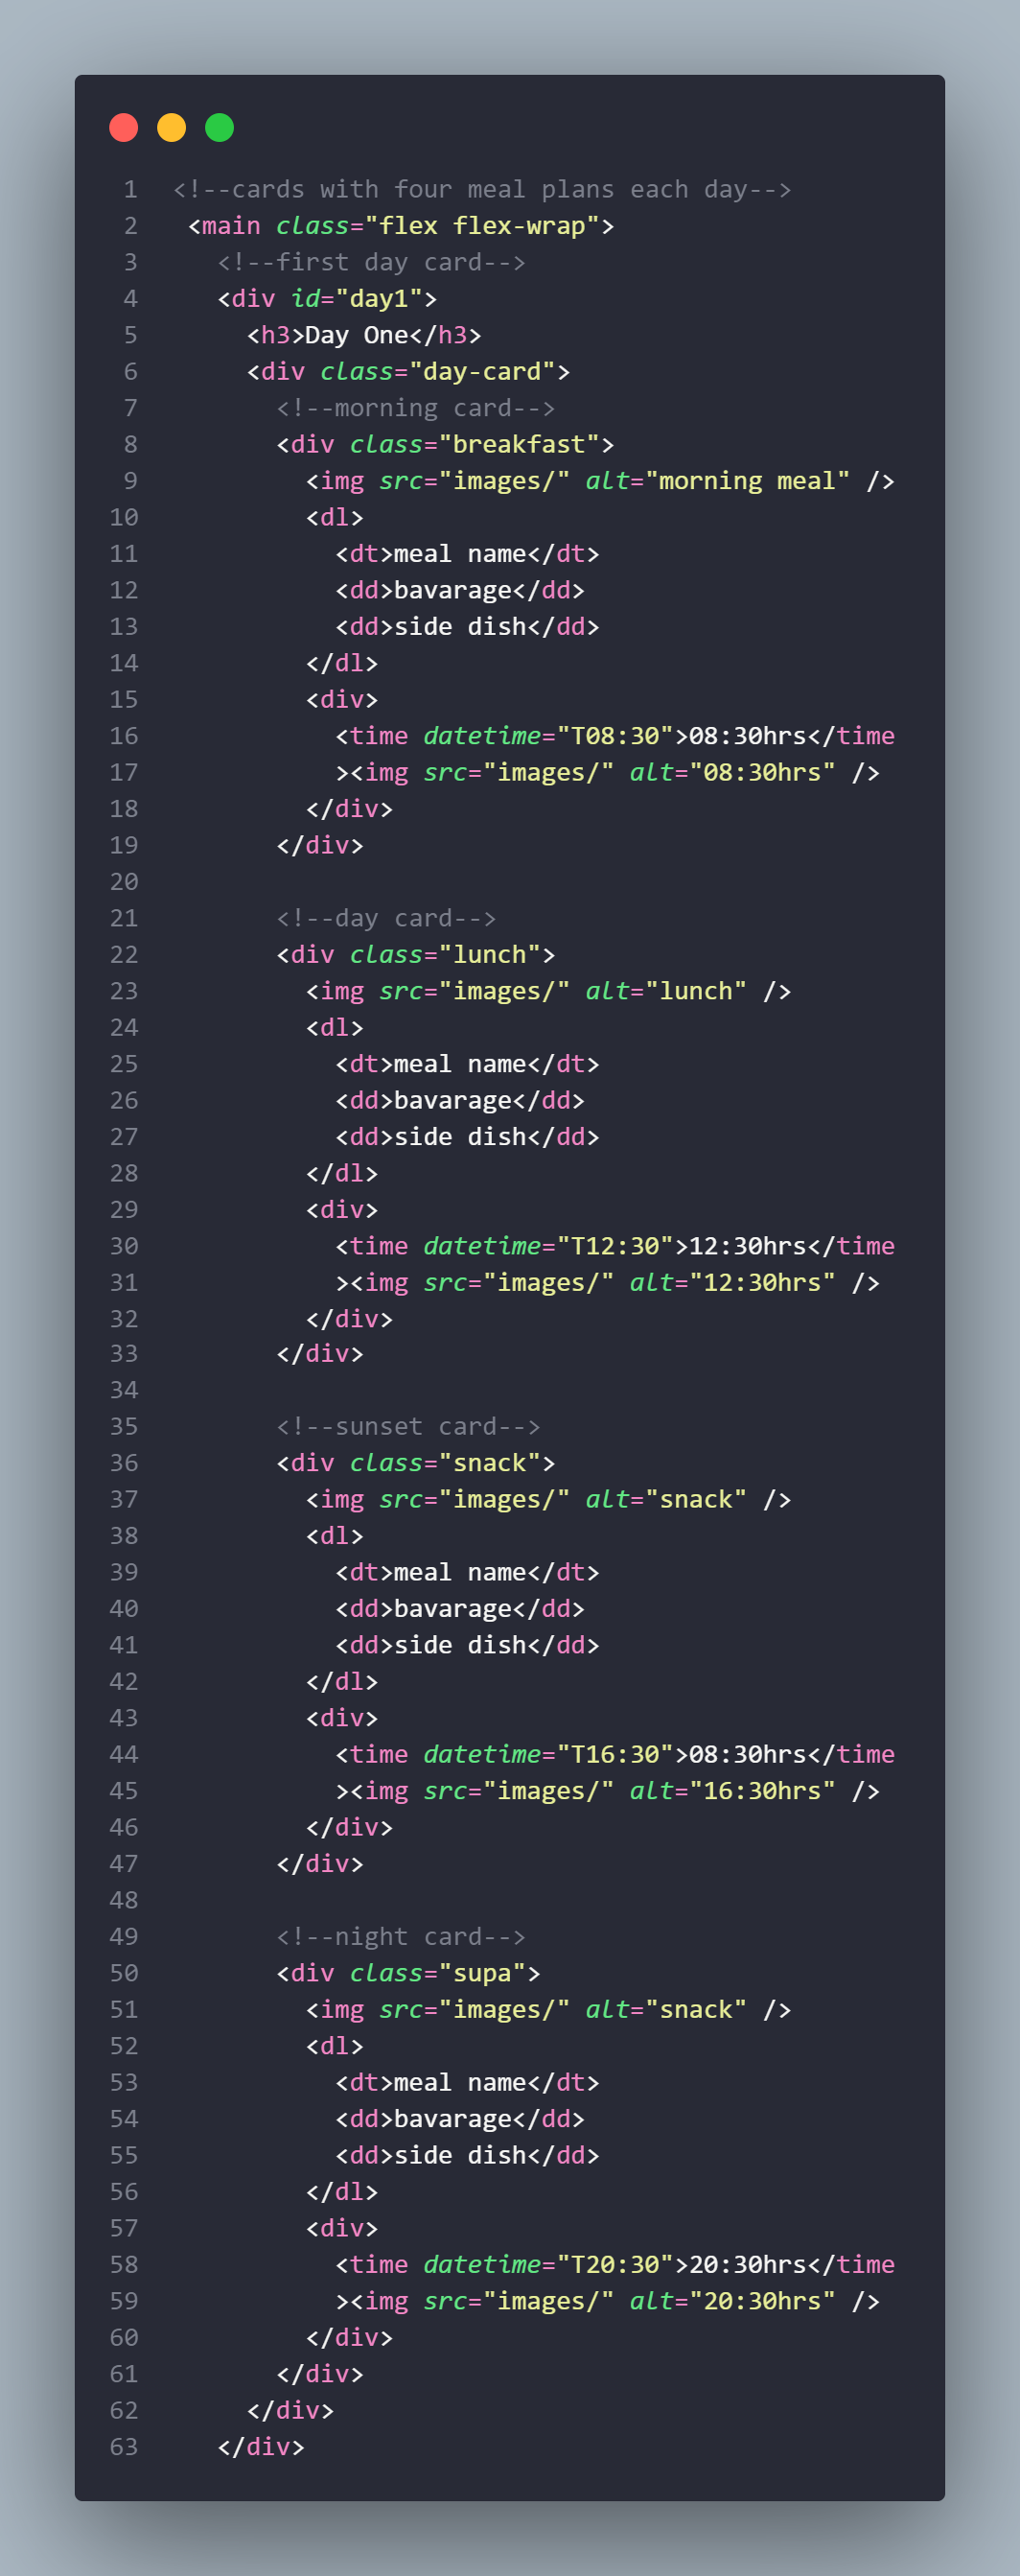 1 <!--cards with four meal plans each day-->
2  <main class="flex flex-wrap">
3    <!--first day card-->
4    <div id="day1">
5      <h3>Day One</h3>
6      <div class="day-card">
7        <!--morning card-->
8        <div class="breakfast">
9          <img src="images/" alt="morning meal" />
10          <dl>
11            <dt>meal name</dt>
12            <dd>bavarage</dd>
13            <dd>side dish</dd>
14          </dl>
15          <div>
16            <time datetime="T08:30">08:30hrs</time
17            ><img src="images/" alt="08:30hrs" />
18          </div>
19        </div>
20
21        <!--day card-->
22        <div class="lunch">
23          <img src="images/" alt="lunch" />
24          <dl>
25            <dt>meal name</dt>
26            <dd>bavarage</dd>
27            <dd>side dish</dd>
28          </dl>
29          <div>
30            <time datetime="T12:30">12:30hrs</time
31            ><img src="images/" alt="12:30hrs" />
32          </div>
33        </div>
34
35        <!--sunset card-->
36        <div class="snack">
37          <img src="images/" alt="snack" />
38          <dl>
39            <dt>meal name</dt>
40            <dd>bavarage</dd>
41            <dd>side dish</dd>
42          </dl>
43          <div>
44            <time datetime="T16:30">08:30hrs</time
45            ><img src="images/" alt="16:30hrs" />
46          </div>
47        </div>
48
49        <!--night card-->
50        <div class="supa">
51          <img src="images/" alt="snack" />
52          <dl>
53            <dt>meal name</dt>
54            <dd>bavarage</dd>
55            <dd>side dish</dd>
56          </dl>
57          <div>
58            <time datetime="T20:30">20:30hrs</time
59            ><img src="images/" alt="20:30hrs" />
60          </div>
61        </div>
62      </div>
63    </div>